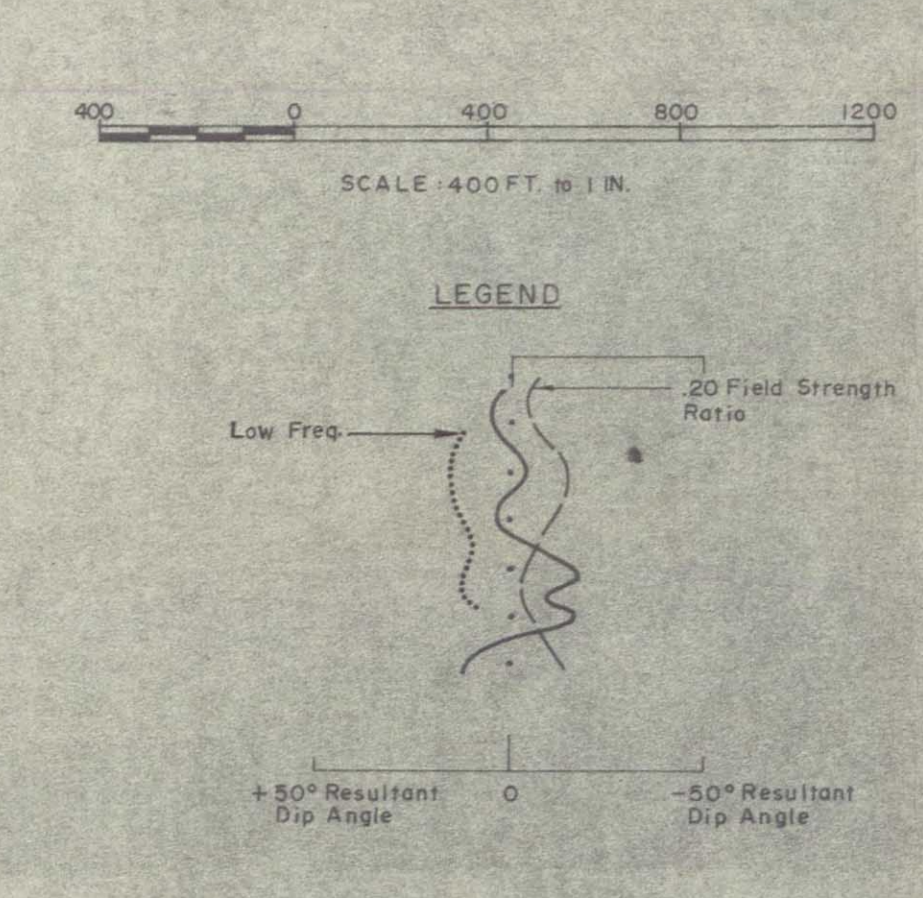 400 0 400 800 1200
SCALE : 400 FT. to 1 IN.
LEGEND
.20 Field Strength
Ratio
Low Freq.
+50° Resultant
Dip Angle
0
-50° Resultant
Dip Angle